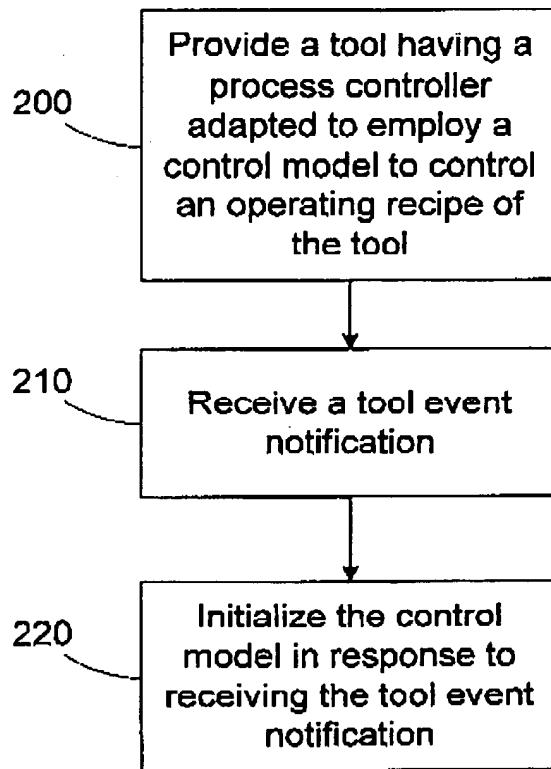 200
Provide a tool having a
process controller
adapted to employ a
control model to control
an operating recipe of
the tool
210
Receive a tool event
notification
220
Initialize the control
model in response to
receiving the tool event
notification